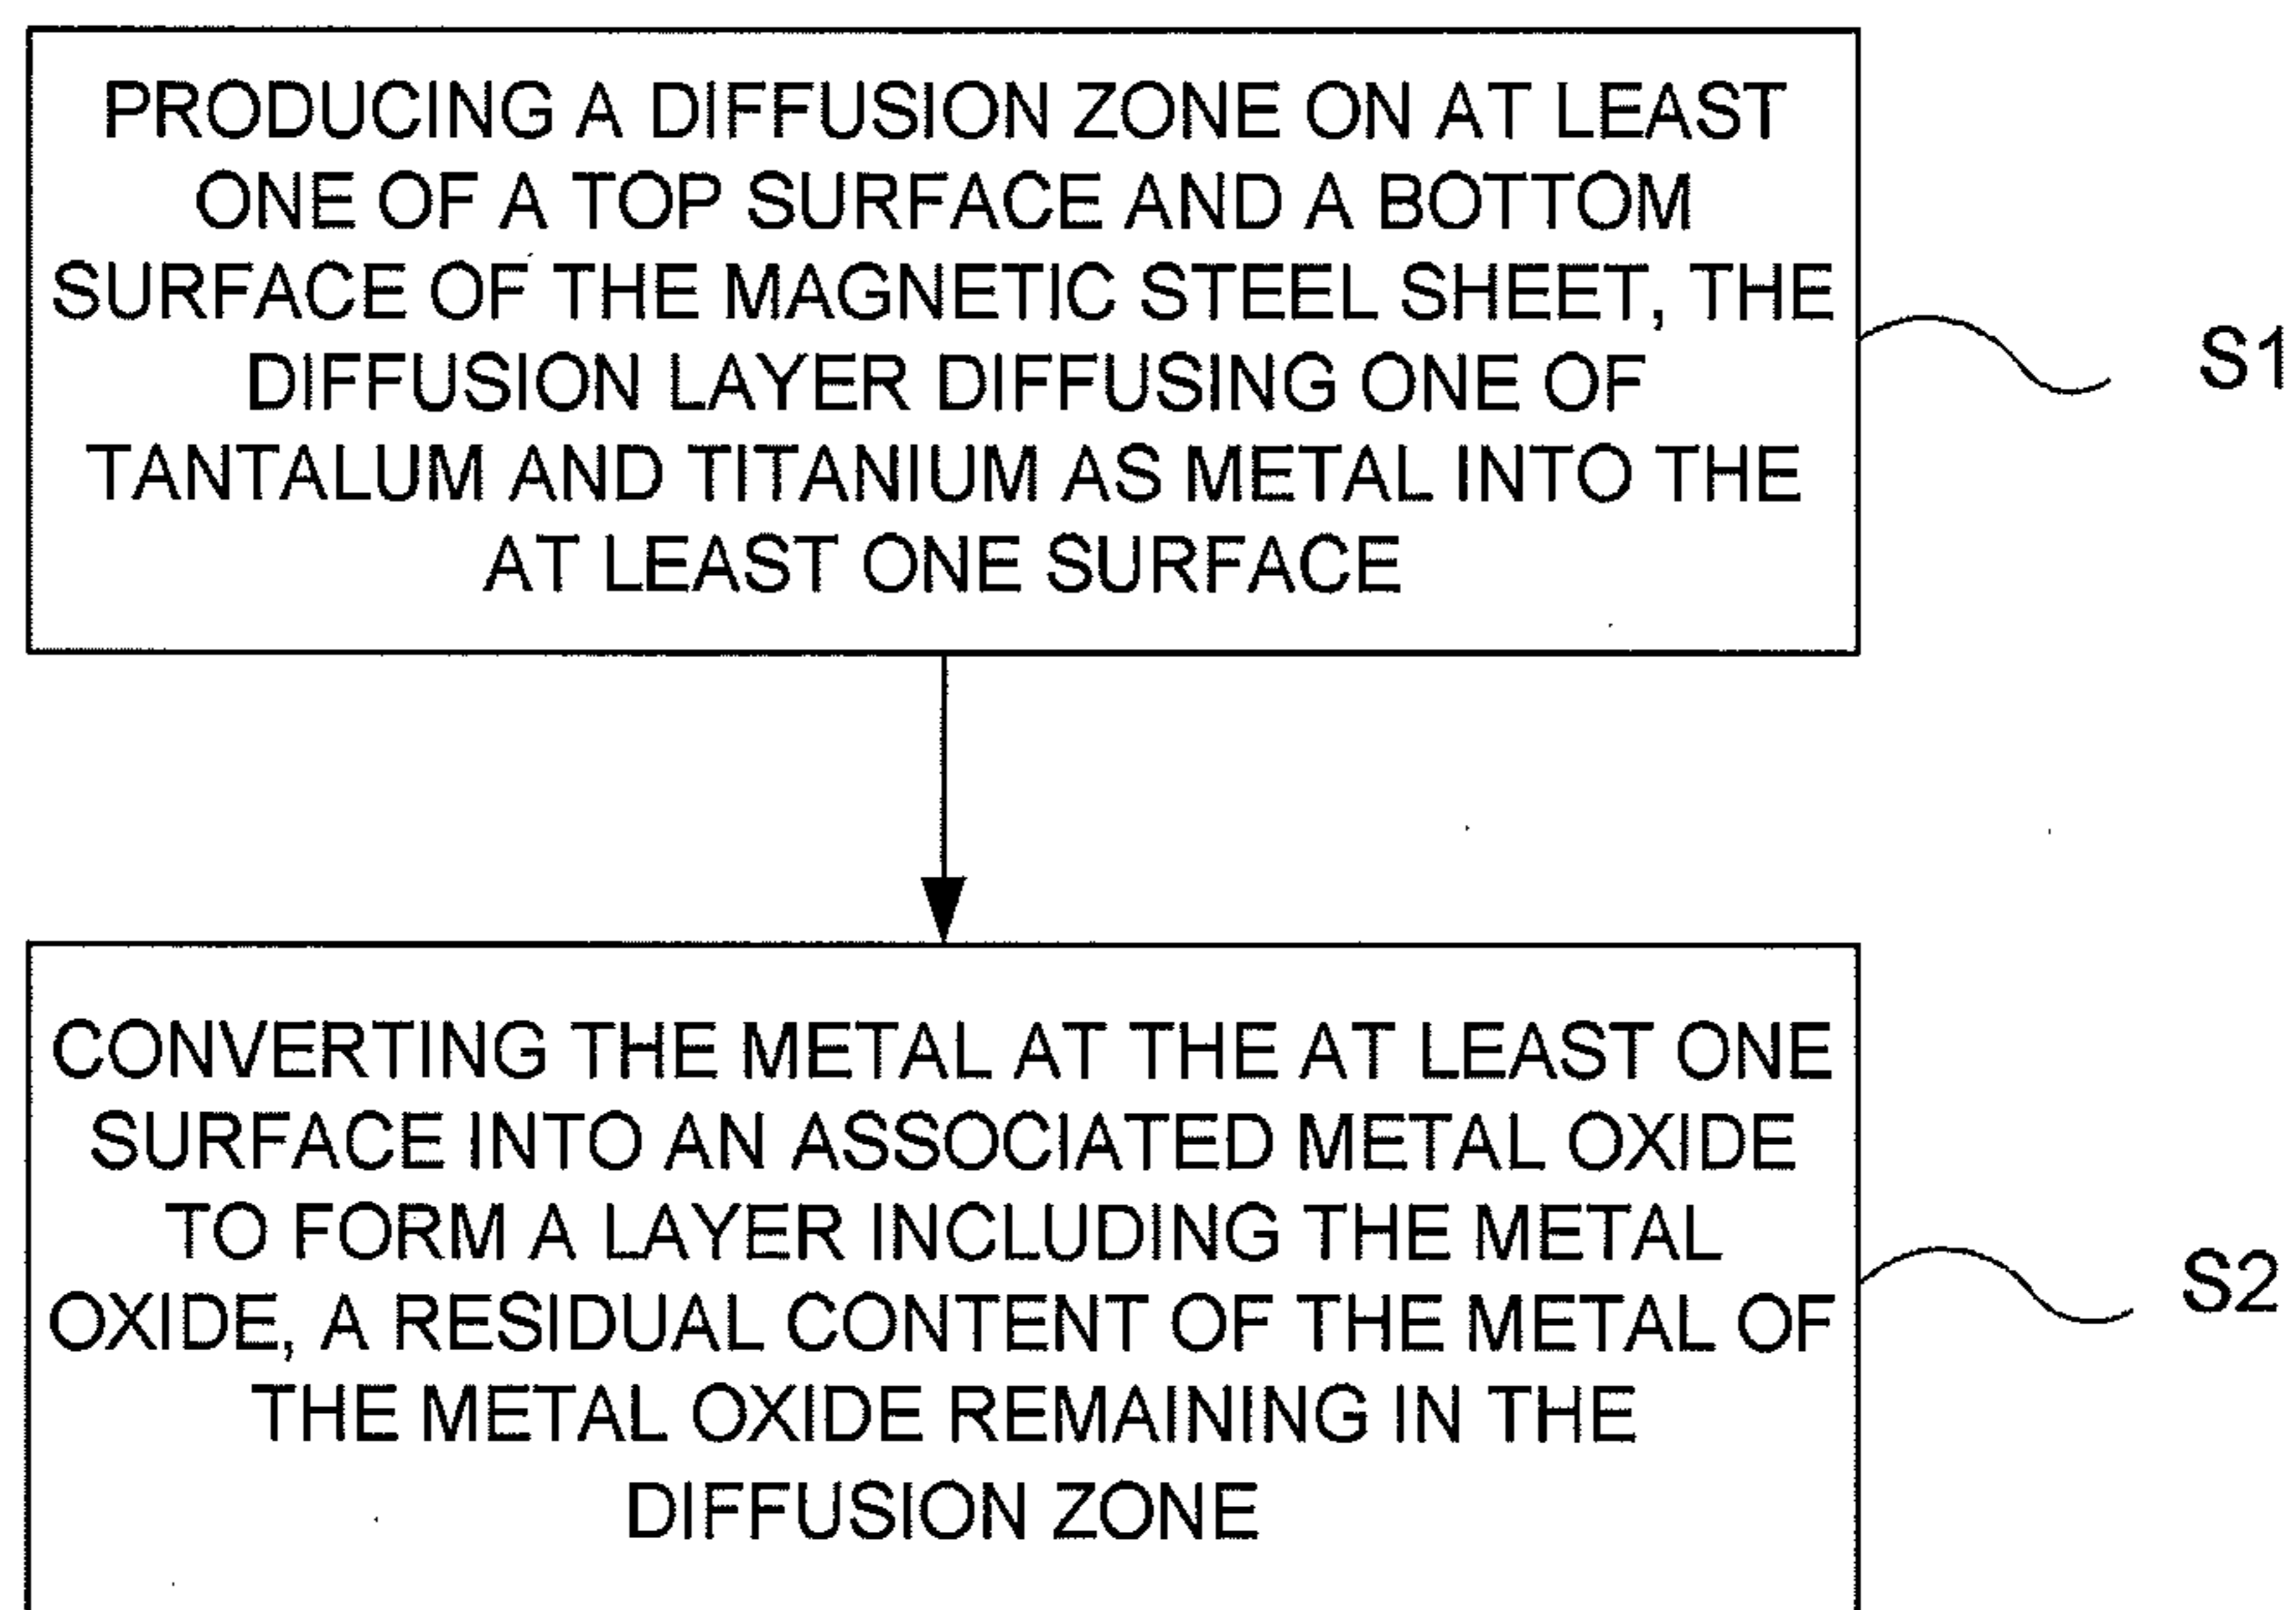 PRODUCING A DIFFUSION ZONE ON AT LEAST
ONE OF A TOP SURFACE AND A BOTTOM
SURFACE OF THE MAGNETIC STEEL SHEET, THE
DIFFUSION LAYER DIFFUSING ONE OF
TANTALUM AND TITANIUM AS METAL INTO THE
AT LEAST ONE SURFACE
S1
CONVERTING THE METAL AT THE AT LEAST ONE
SURFACE INTO AN ASSOCIATED METAL OXIDE
TO FORM A LAYER INCLUDING THE METAL
OXIDE, A RESIDUAL CONTENT OF THE METAL OF
THE METAL OXIDE REMAINING IN THE
DIFFUSION ZONE
S2